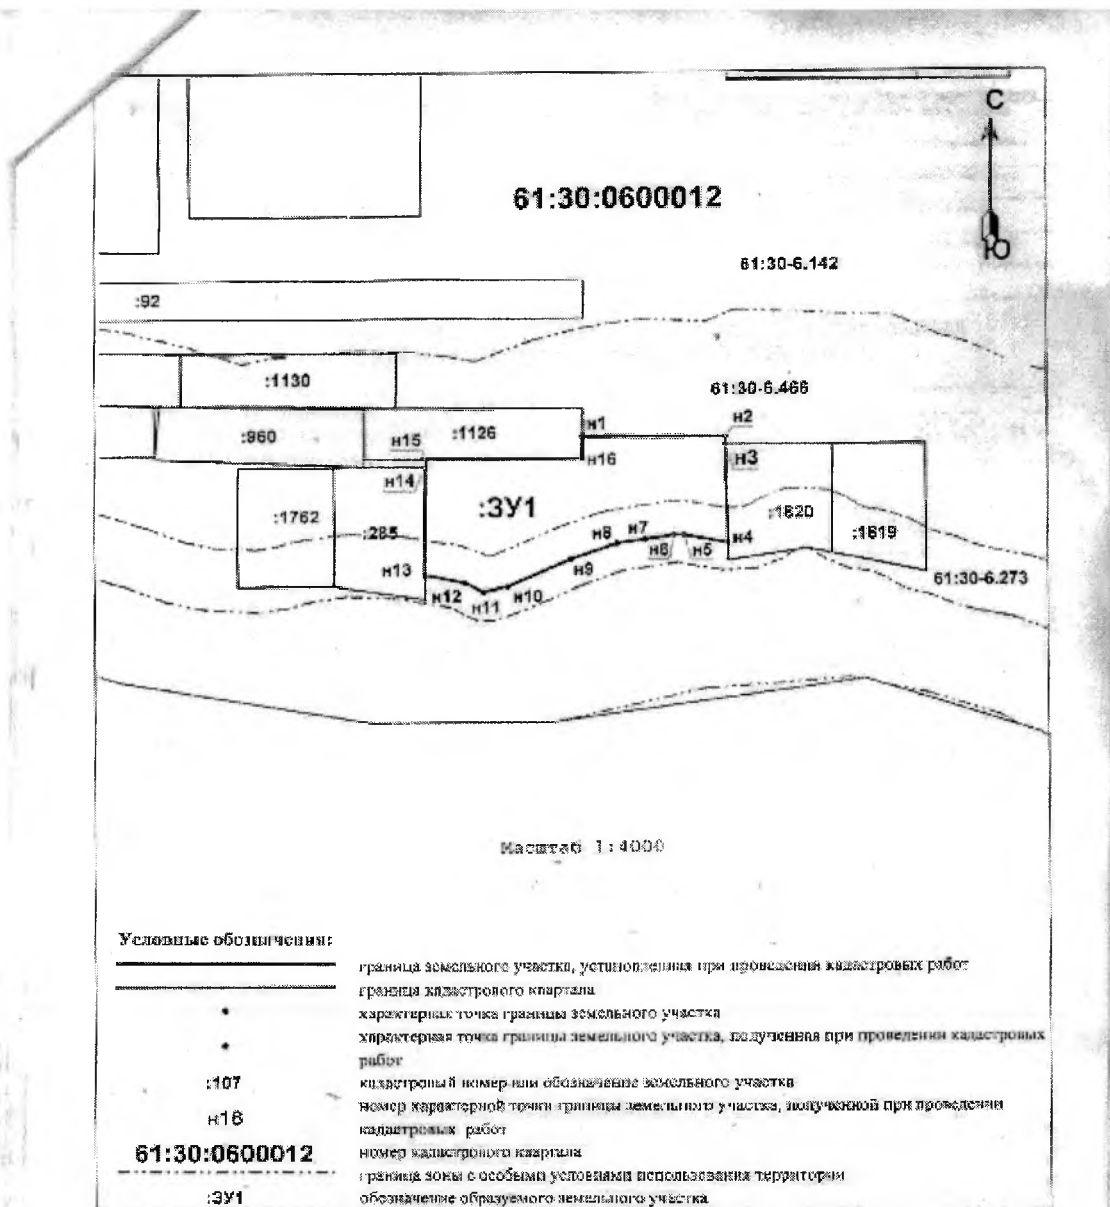 С
61:30:0600012
Ю
61:30-6.142
:92
:1130
61:30-6.466
н1
н2
:960
н15
:1126
н16
н3
н14
:ЗУ1
:1762
:285
:1620
:1619
н8
н7
н6
н5
н4
н9
н13
61:30-6.273
н12
н11
н10
Масштаб 1:4000
Условные обозначения:
граница земельного участка, установленная при проведении кадастровых работ
граница кадастрового квартала
характерная точка границы земельного участка
характерная точка границы земельного участка, полученная при проведении кадастровых
работ
:107 кадастровый номер или обозначение земельного участка
н16 номер характерной точки границы земельного участка, полученной при проведении
кадастровых работ
61:30:0600012 номер кадастрового квартала
граница зоны с особыми условиями использования территории
:ЗУ1 обозначение образуемого земельного участка